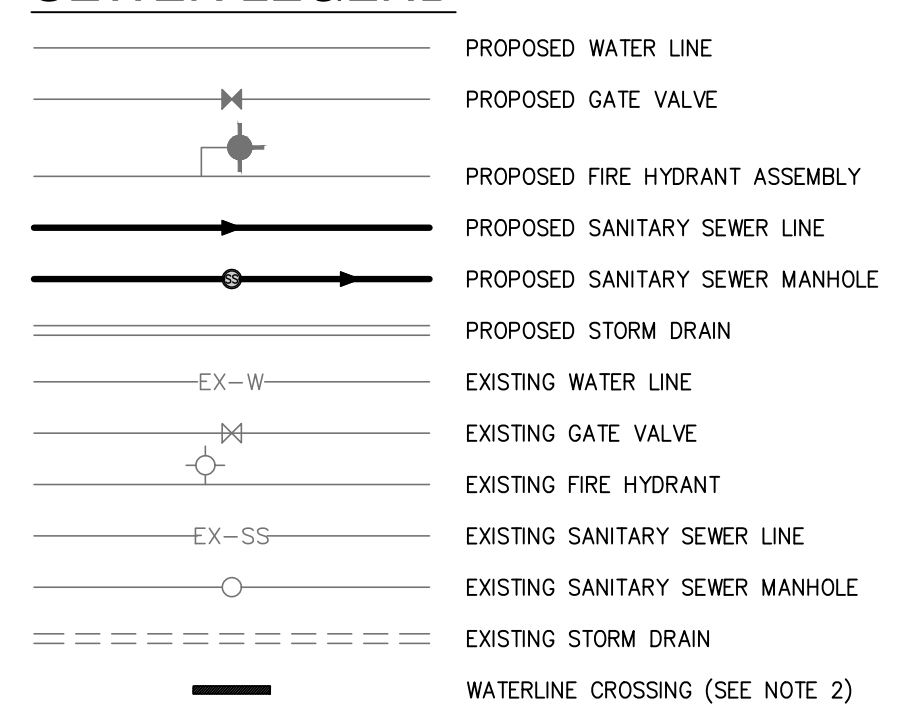 SEWER LEGEND
PROPOSED WATER LINE
PROPOSED GATE VALVE
PROPOSED FIRE HYDRANT ASSEMBLY
PROPOSED SANITARY SEWER LINE
SS PROPOSED SANITARY SEWER MANHOLE
PROPOSED STORM DRAIN
EX-W EXISTING WATER LINE
EXISTING GATE VALVE
EXISTING FIRE HYDRANT
EX-SS EXISTING SANITARY SEWER LINE
EXISTING SANITARY SEWER MANHOLE
EXISTING STORM DRAIN
WATERLINE CROSSING (SEE NOTE 2)